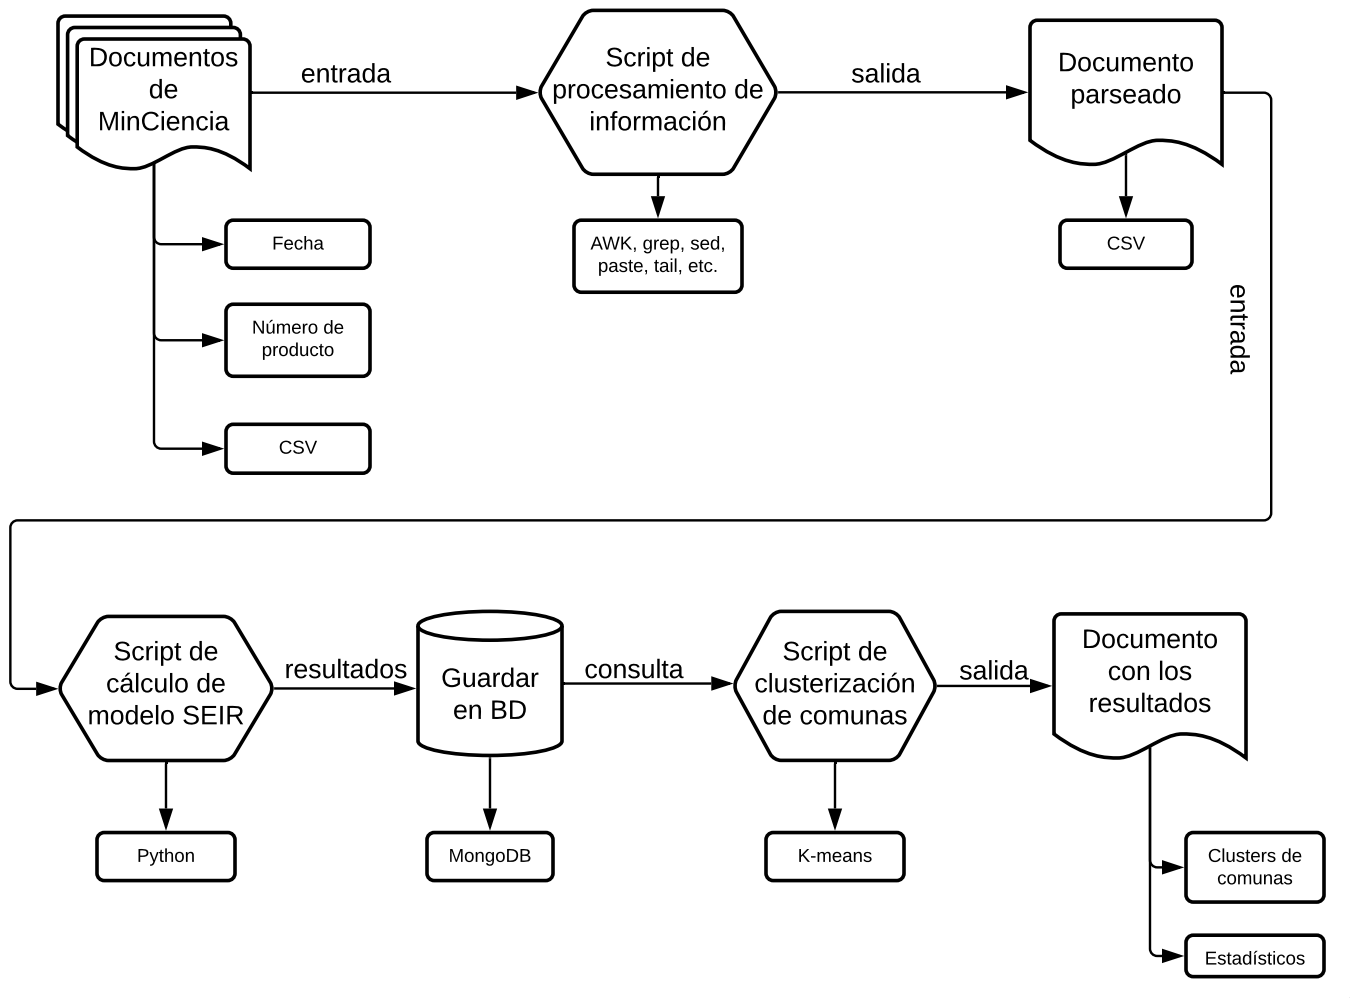 Documentos
de
MinCiencia
entrada
Script de
procesamiento de
información
salida
Documento
parseado
Fecha
Número de
producto
CSV
AWK, grep, sed,
paste, tail, etc.
CSV
entrada
Script de
cálculo de
modelo SEIR
resultados
Guardar
en BD
consulta
Script de
clusterización
de comunas
salida
Documento
con los
resultados
Python
MongoDB
K-means
Clusters de
comunas
Estadísticos